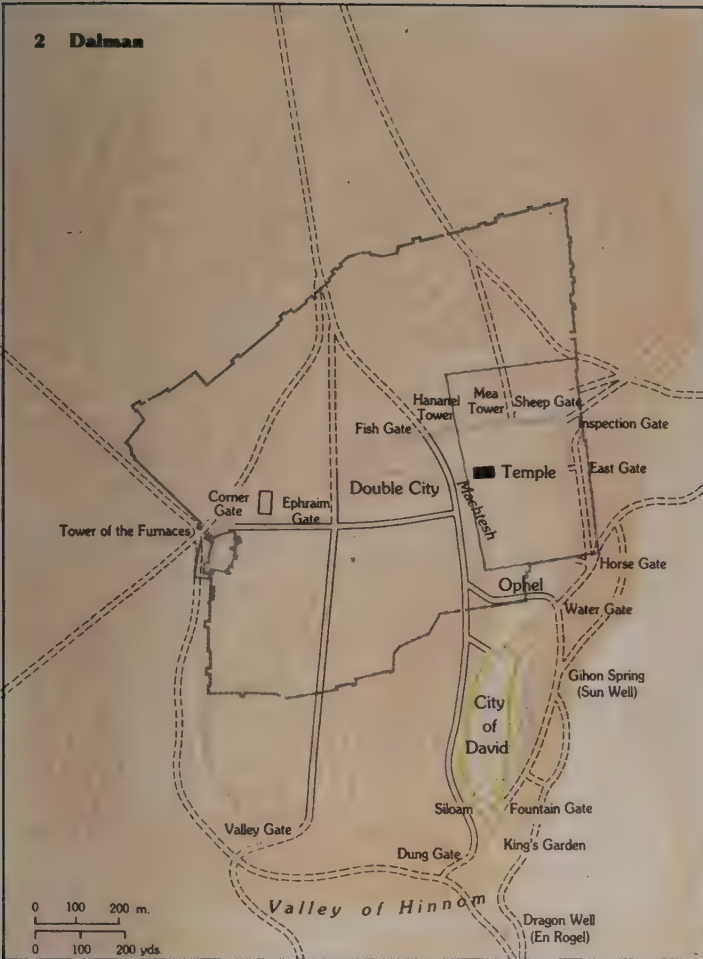 2 Dalman
Hananel
Tower
Mea
Tower
Sheep Gate
Fish Gate
Inspection Gate
Temple
East Gate
Double City
Machtesh
Corner
Gate
Ephraim
Gate
Tower of the Furnaces
Horse Gate
Ophel
Water Gate
Gihon Spring
(Sun Well)
City
of
David
Siloam
Fountain Gate
Valley Gate
King's Garden
Dung Gate
Valley of Hinnom
Dragon Well
(En Rogel)
0 100 200 m.
0 100 200 yds.